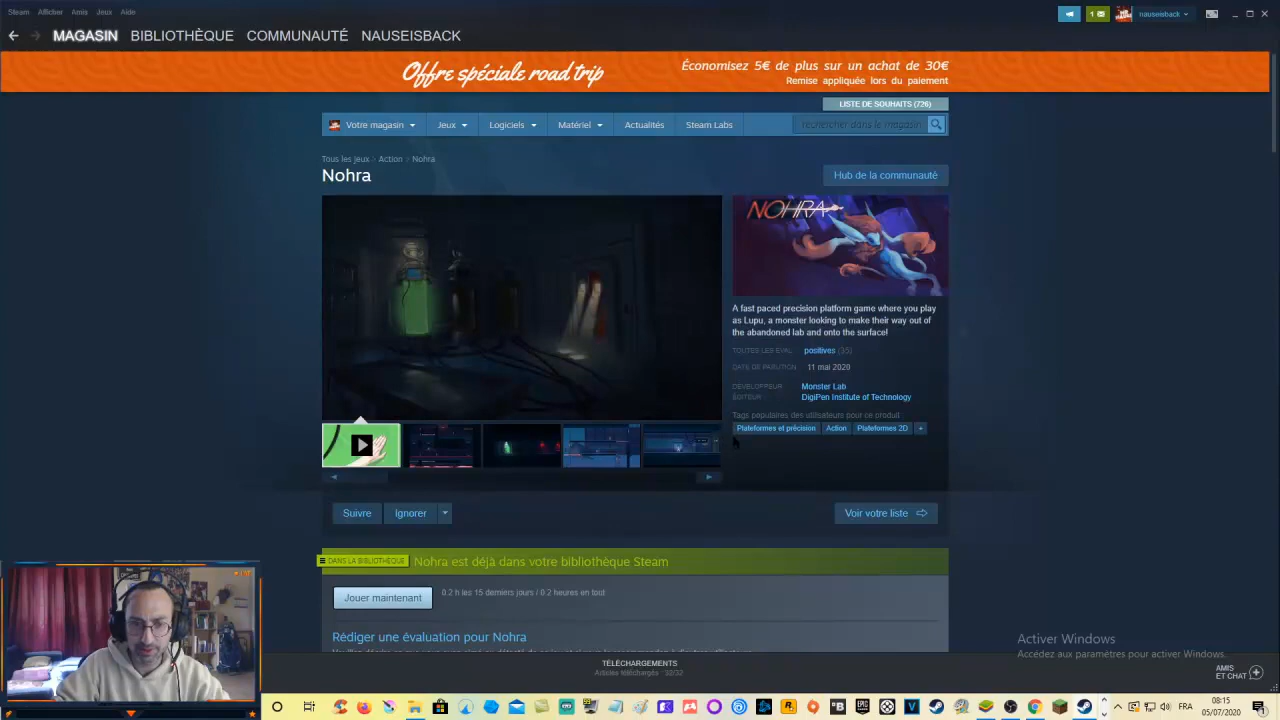 Steam Afficher Amis Jeux Aide
1
nauseisback
MAGASIN BIBLIOTHÈQUE COMMUNAUTÉ NAUSEISBACK
Offre spéciale road trip
Économisez 5€ de plus sur un achat de 30€
Remise appliquée lors du paiement
LISTE DE SOUHAITS (726)
Votre magasin Jeux Logiciels Matériel Actualités Steam Labs rechercher dans le magasin
Tous les jeux > Action > Nohra
Nohra
Hub de la communauté
NOHRA
A fast paced precision platform game where you play
as Lupu, a monster looking to make their way out of
the abandoned lab and onto the surface!
TOUTES LES ÉVAL. positives (35)
DATE DE PARUTION 11 mai 2020
DÉVELOPPEUR Monster Lab
ÉDITEUR DigiPen Institute of Technology
Tags populaires des utilisateurs pour ce produit :
Plateformes et précision Action Plateformes 2D +
Suivre Ignorer Voir votre liste
DANS LA BIBLIOTHÈQUE Nohra est déjà dans votre bibliothèque Steam
Jouer maintenant 0.2 h les 15 derniers jours / 0.2 heures en tout
Rédiger une évaluation pour Nohra
Activer Windows
Accédez aux paramètres pour activer Windows.
TÉLÉCHARGEMENTS
Articles téléchargés : 32/32
AMIS
ET CHAT
FR
08:15
05/07/2020